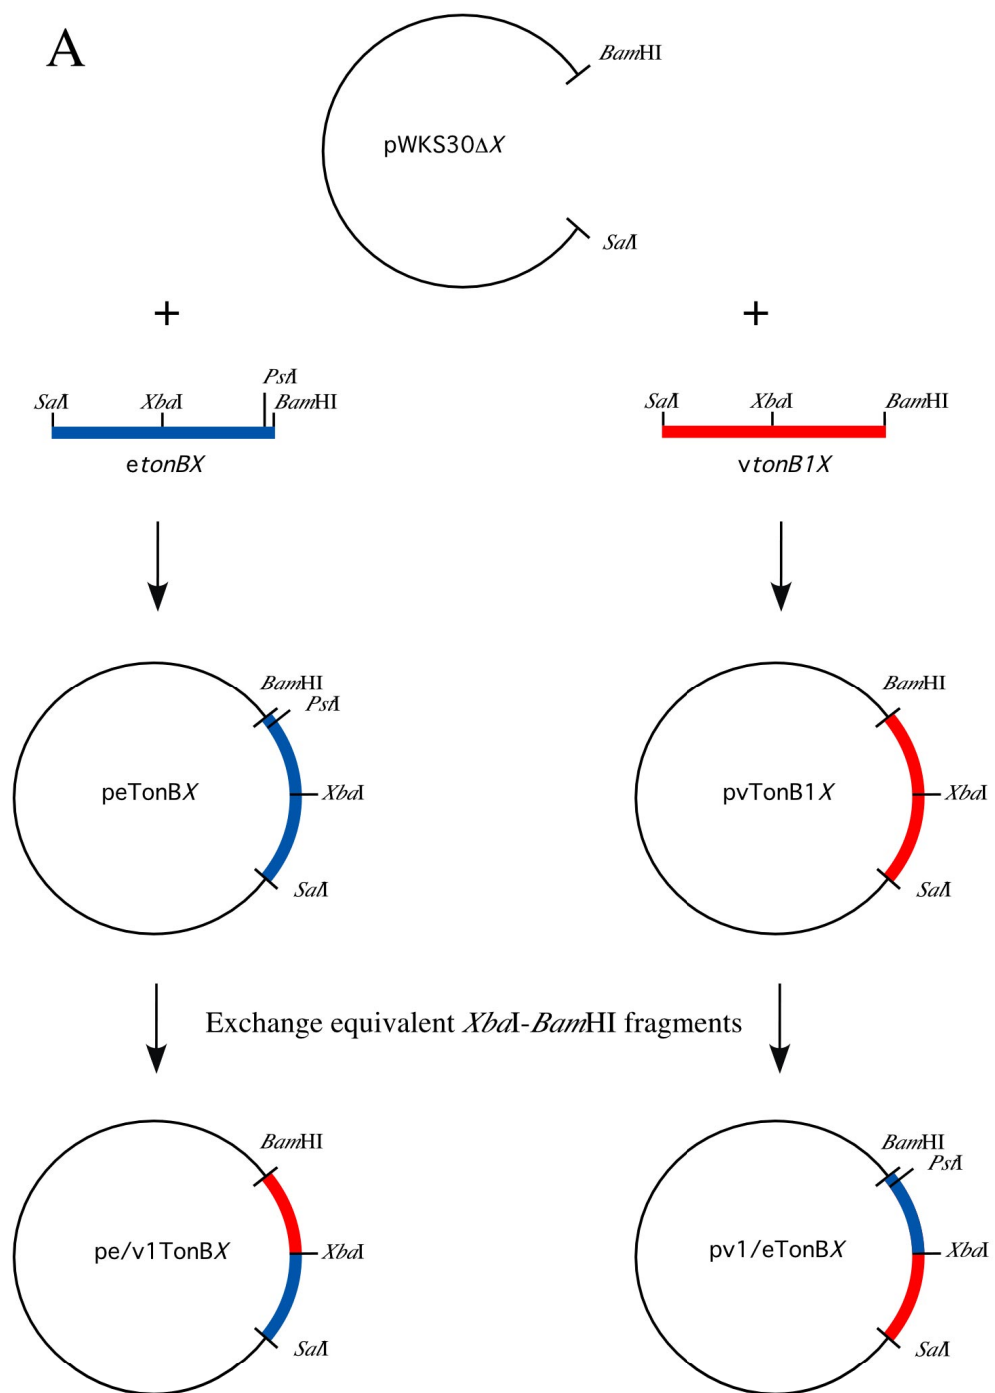 A
BamHI
pWKS30ΔX
SalI
+ +
PstI
SalI XbaI BamHI
etonBX
SalI XbaI BamHI
vtonB1X
BamHI
PstI
peTonBX
XbaI
SalI
BamHI
pvTonB1X
XbaI
SalI
Exchange equivalent XbaI-BamHI fragments
BamHI
pe/v1TonBX
XbaI
SalI
BamHI
PstI
pv1/eTonBX
XbaI
SalI